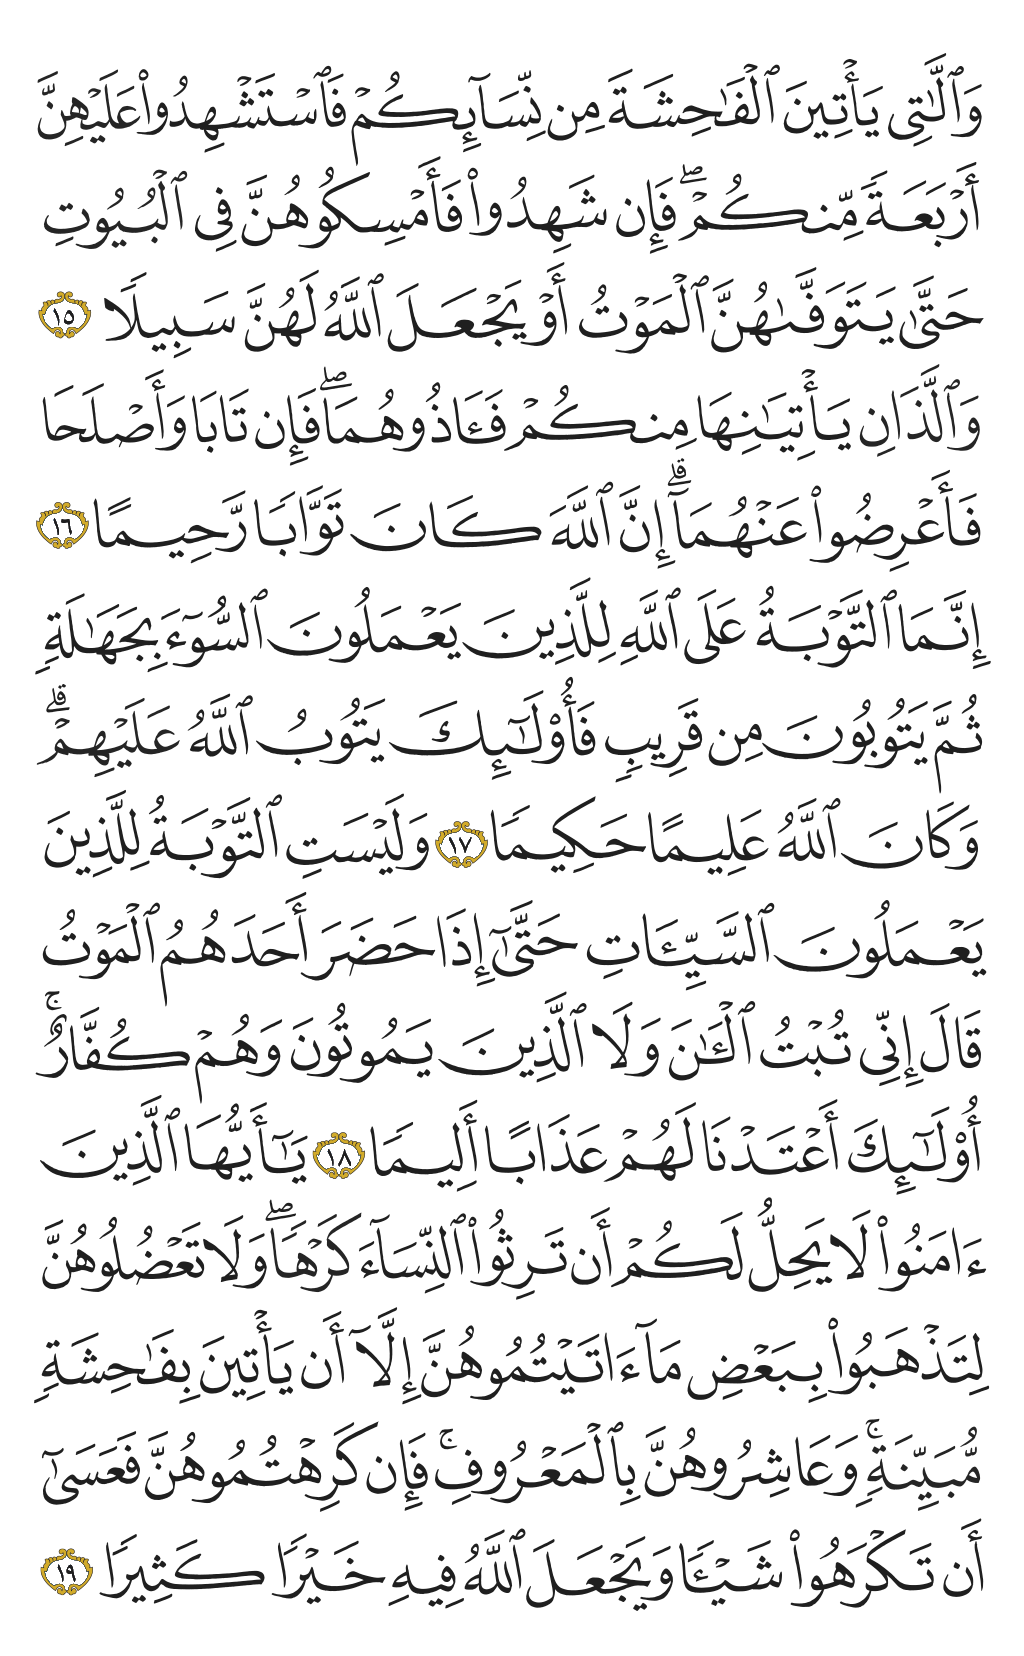 وَٱلَّٰتِى يَأْتِينَ ٱلْفَٰحِشَةَ مِن نِّسَآئِكُمْ فَٱسْتَشْهِدُوا۟ عَلَيْهِنَّ
أَرْبَعَةً مِّنكُمْ ۖ فَإِن شَهِدُوا۟ فَأَمْسِكُوهُنَّ فِى ٱلْبُيُوتِ
حَتَّىٰ يَتَوَفَّىٰهُنَّ ٱلْمَوْتُ أَوْ يَجْعَلَ ٱللَّهُ لَهُنَّ سَبِيلًا ١٥
وَٱلَّذَانِ يَأْتِيَٰنِهَا مِنكُمْ فَـَٔاذُوهُمَا ۖ فَإِن تَابَا وَأَصْلَحَا
فَأَعْرِضُوا۟ عَنْهُمَآ ۗ إِنَّ ٱللَّهَ كَانَ تَوَّابًا رَّحِيمًا ١٦
إِنَّمَا ٱلتَّوْبَةُ عَلَى ٱللَّهِ لِلَّذِينَ يَعْمَلُونَ ٱلسُّوٓءَ بِجَهَٰلَةٍ
ثُمَّ يَتُوبُونَ مِن قَرِيبٍ فَأُو۟لَٰٓئِكَ يَتُوبُ ٱللَّهُ عَلَيْهِمْ ۗ
وَكَانَ ٱللَّهُ عَلِيمًا حَكِيمًا ١٧ وَلَيْسَتِ ٱلتَّوْبَةُ لِلَّذِينَ
يَعْمَلُونَ ٱلسَّيِّـَٔاتِ حَتَّىٰٓ إِذَا حَضَرَ أَحَدَهُمُ ٱلْمَوْتُ
قَالَ إِنِّى تُبْتُ ٱلْـَٰٔنَ وَلَا ٱلَّذِينَ يَمُوتُونَ وَهُمْ كُفَّارٌ ۚ
أُو۟لَٰٓئِكَ أَعْتَدْنَا لَهُمْ عَذَابًا أَلِيمًا ١٨ يَٰٓأَيُّهَا ٱلَّذِينَ
ءَامَنُوا۟ لَا يَحِلُّ لَكُمْ أَن تَرِثُوا۟ ٱلنِّسَآءَ كَرْهًا ۖ وَلَا تَعْضُلُوهُنَّ
لِتَذْهَبُوا۟ بِبَعْضِ مَآ ءَاتَيْتُمُوهُنَّ إِلَّآ أَن يَأْتِينَ بِفَٰحِشَةٍ
مُّبَيِّنَةٍ ۚ وَعَاشِرُوهُنَّ بِٱلْمَعْرُوفِ ۚ فَإِن كَرِهْتُمُوهُنَّ فَعَسَىٰٓ
أَن تَكْرَهُوا۟ شَيْـًٔا وَيَجْعَلَ ٱللَّهُ فِيهِ خَيْرًا كَثِيرًا ١٩